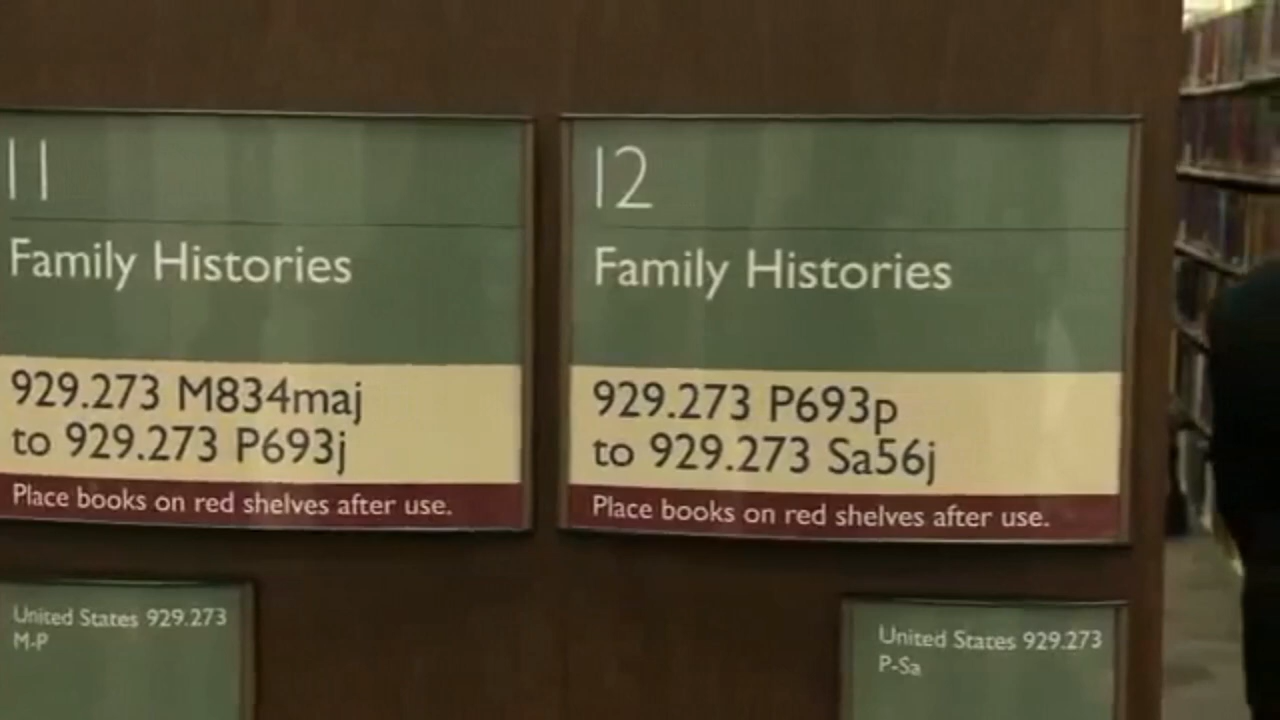 11
Family Histories
929.273 M834maj
to 929.273 P693j
Place books on red shelves after use.
United States 929.273
M-P
12
Family Histories
929.273 P693p
to 929.273 Sa56j
Place books on red shelves after use.
United States 929.273
P-Sa